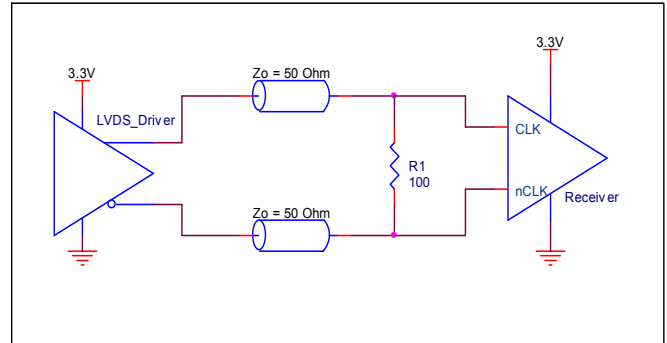 3.3V
LVDS_Driver
Zo = 50 Ohm
Zo = 50 Ohm
R1
100
3.3V
CLK
nCLK
Receiver